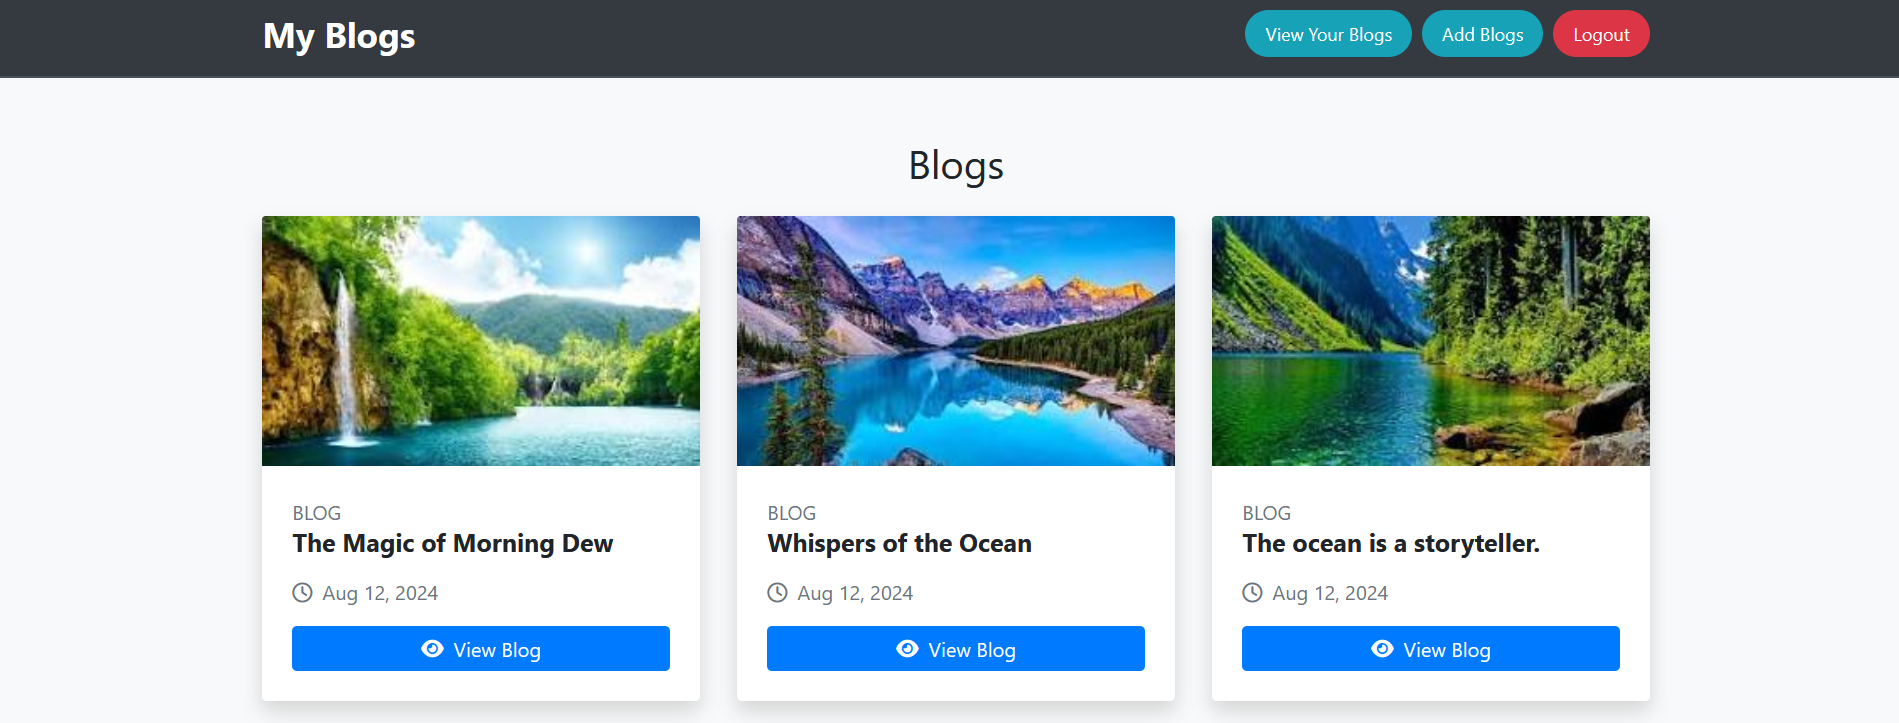 My Blogs
View Your Blogs
Add Blogs
Logout
Blogs
BLOG
The Magic of Morning Dew
Aug 12, 2024
View Blog
BLOG
Whispers of the Ocean
Aug 12, 2024
View Blog
BLOG
The ocean is a storyteller.
Aug 12, 2024
View Blog